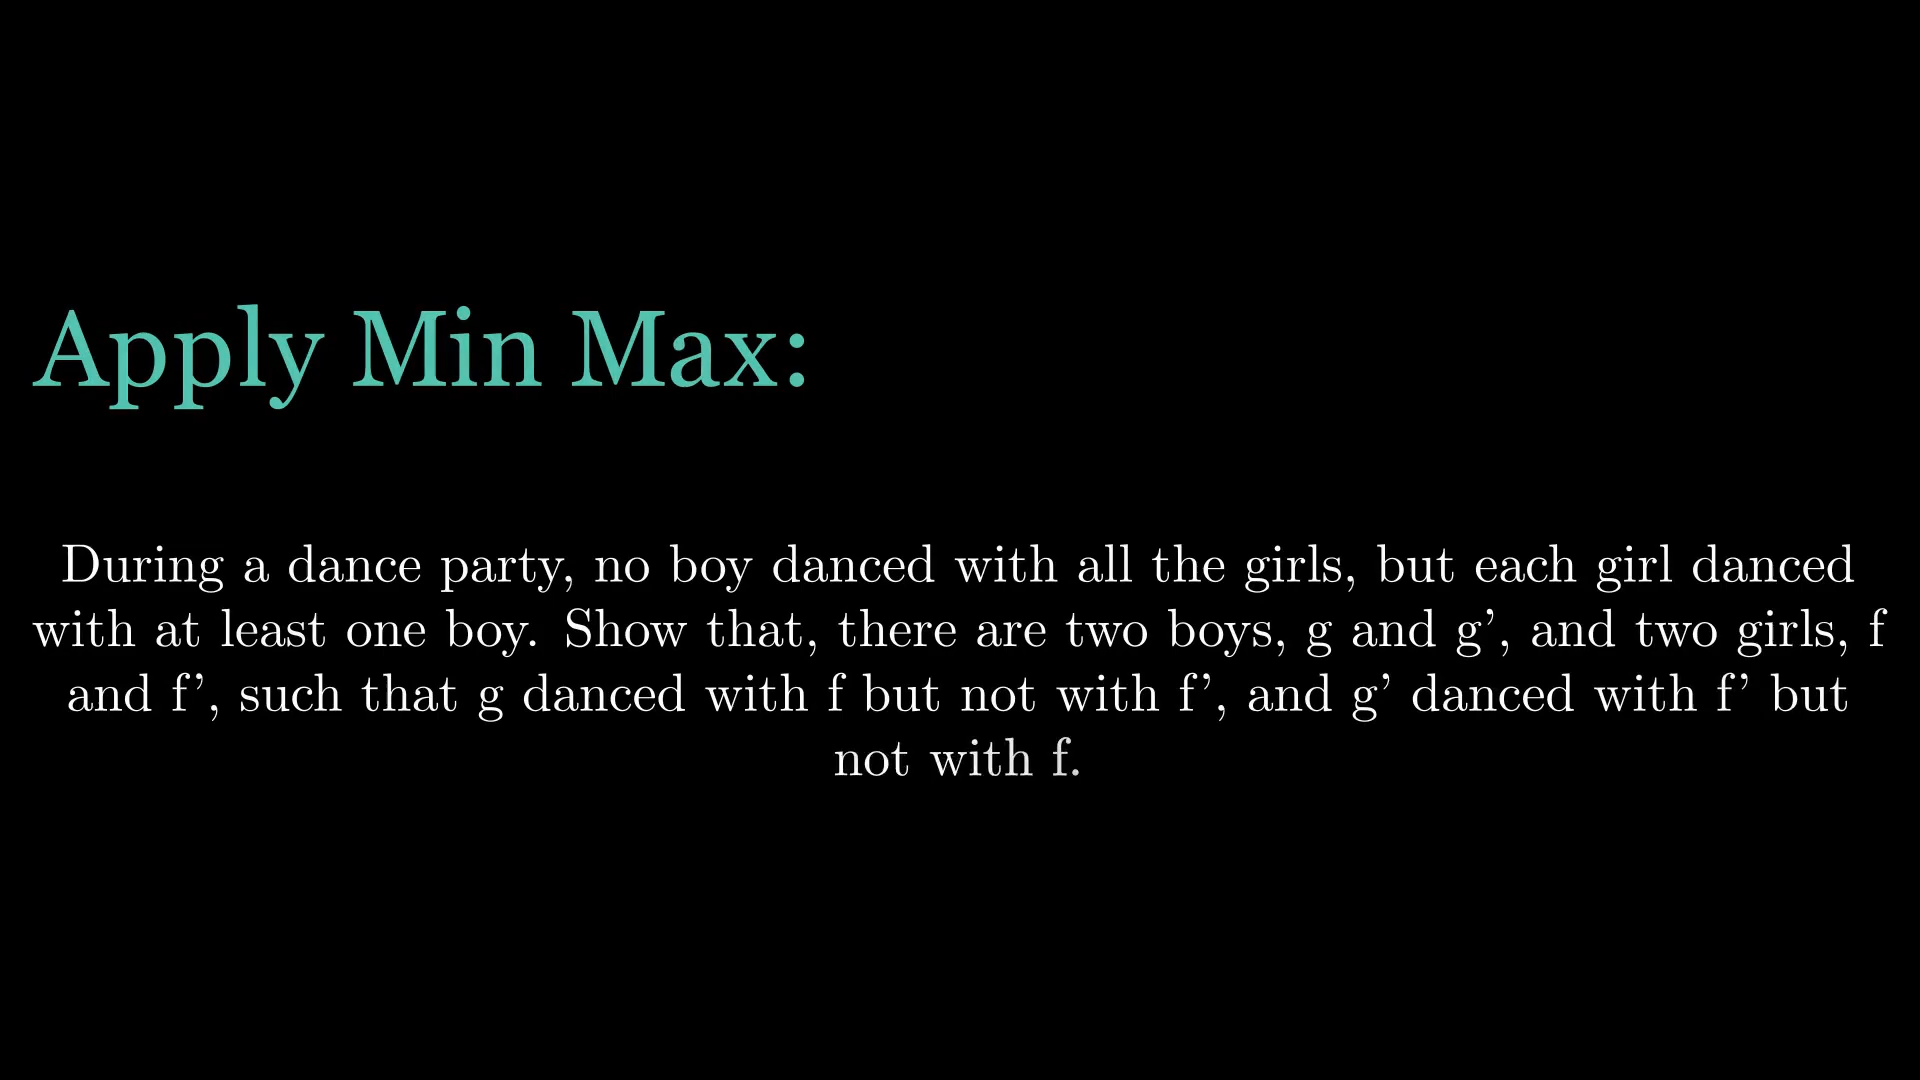 Apply Min Max:
During a dance party, no boy danced with all the girls, but each girl danced
with at least one boy. Show that, there are two boys, g and g’, and two girls, f
and f’, such that g danced with f but not with f’, and g’ danced with f’ but
not with f.